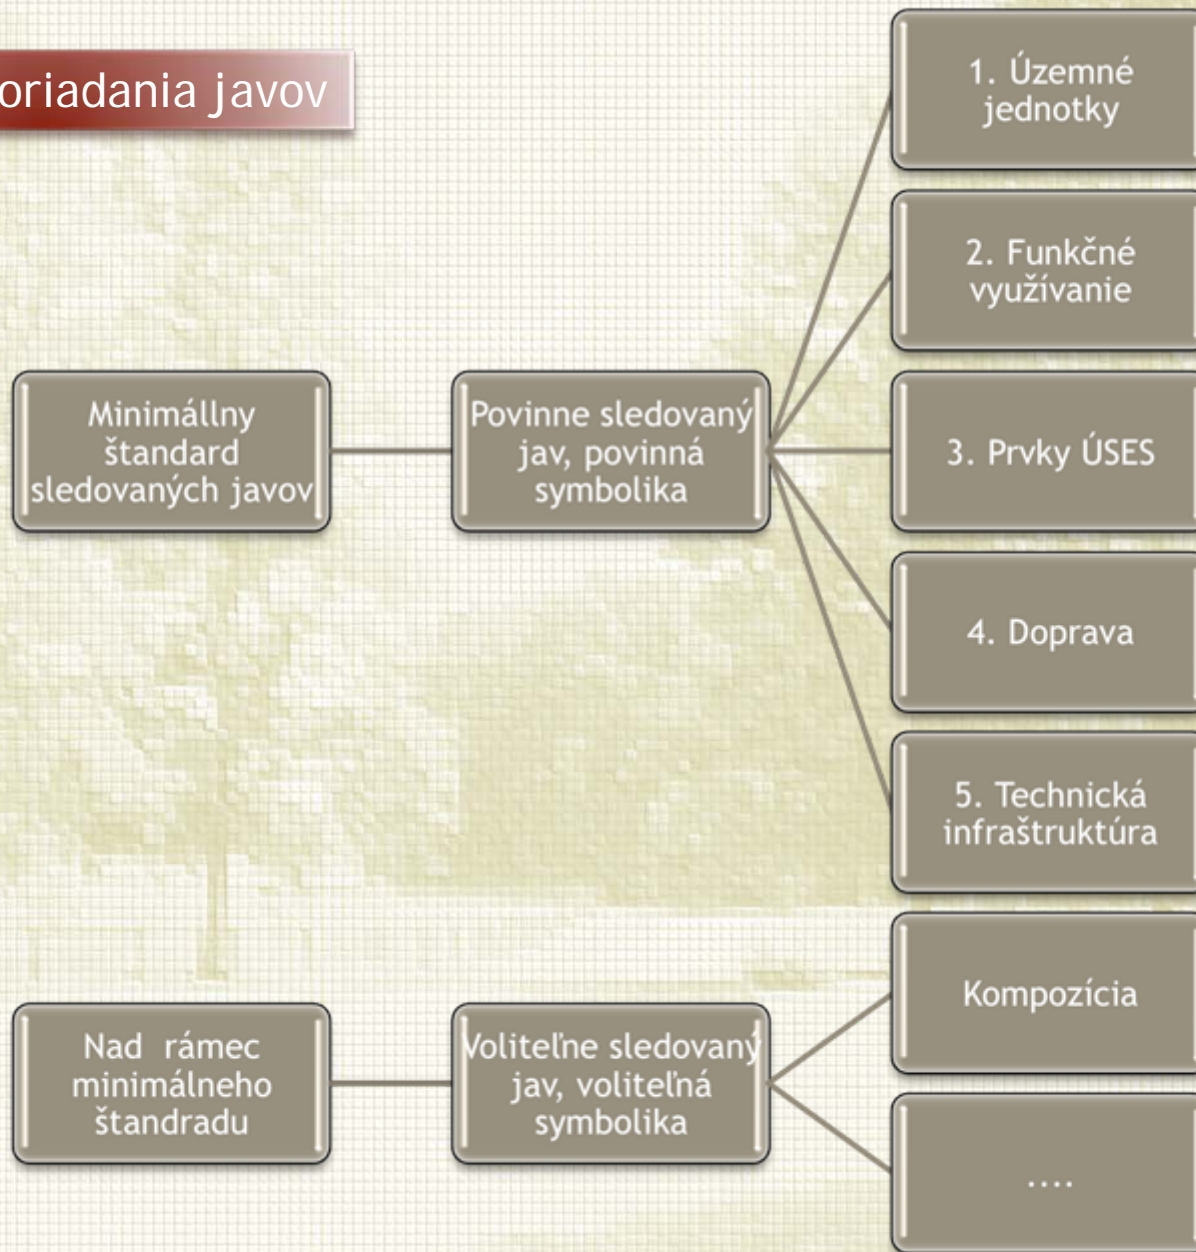 oriadania javov
Minimállny
štandard
sledovaných javov
Povinne sledovaný
jav, povinná
symbolika
1. Územné
jednotky
2. Funkčné
využívanie
3. Prvky ÚSES
4. Doprava
5. Technická
infraštruktúra
Nad rámec
minimálneho
štandradu
Voliteľne sledovaný
jav, voliteľná
symbolika
Kompozícia
....